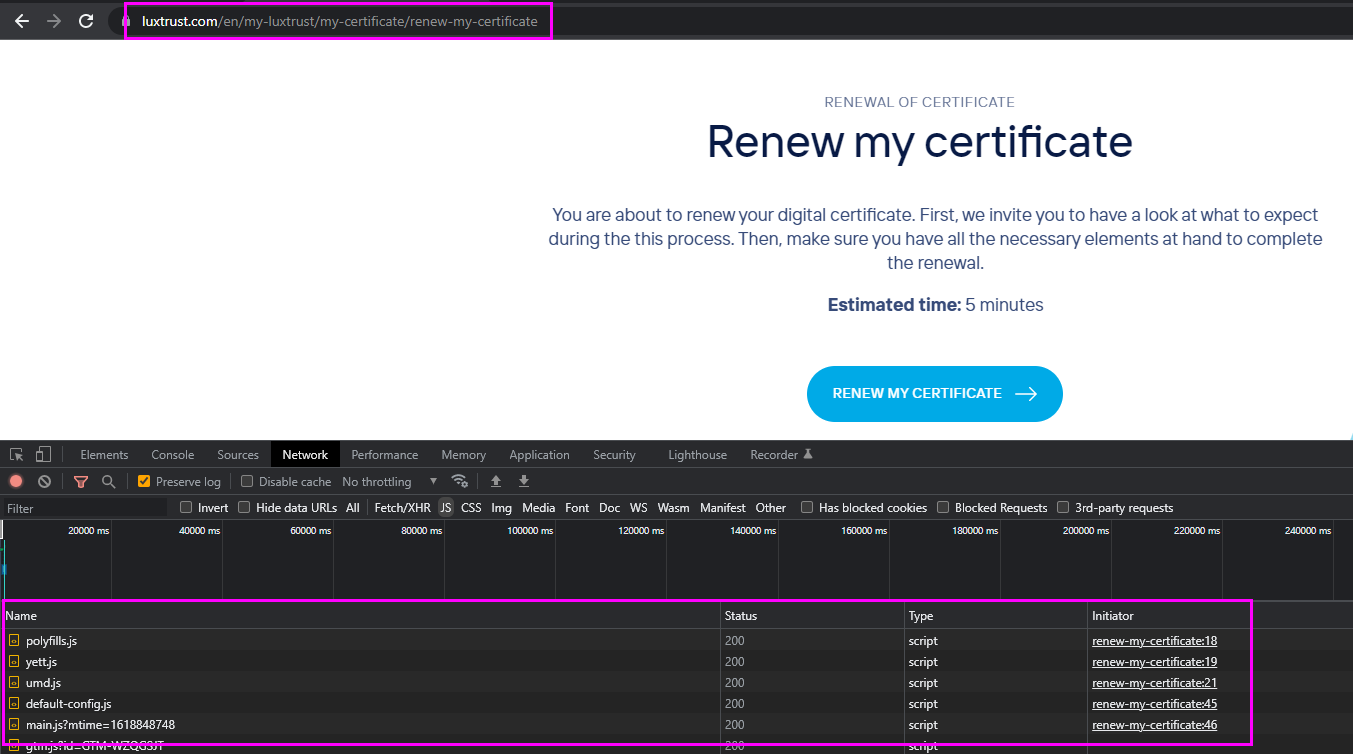 luxtrust.com/en/my-luxtrust/my-certificate/renew-my-certificate
RENEWAL OF CERTIFICATE
Renew my certificate
You are about to renew your digital certificate. First, we invite you to have a look at what to expect
during the this process. Then, make sure you have all the necessary elements at hand to complete
the renewal.
Estimated time: 5 minutes
RENEW MY CERTIFICATE
Elements Console Sources Network Performance Memory Application Security Lighthouse Recorder
Preserve log Disable cache No throttling
Filter Invert Hide data URLs All Fetch/XHR JS CSS Img Media Font Doc WS Wasm Manifest Other Has blocked cookies Blocked Requests 3rd-party requests
20000 ms 40000 ms 60000 ms 80000 ms 100000 ms 120000 ms 140000 ms 160000 ms 180000 ms 200000 ms 220000 ms 240000 ms
Name Status Type Initiator
polyfills.js 200 script renew-my-certificate:18
yett.js 200 script renew-my-certificate:19
umd.js 200 script renew-my-certificate:21
default-config.js 200 script renew-my-certificate:45
main.js?mtime=1618848748 200 script renew-my-certificate:46
gtm.js?id=GTM-WZQGSJT 200 script